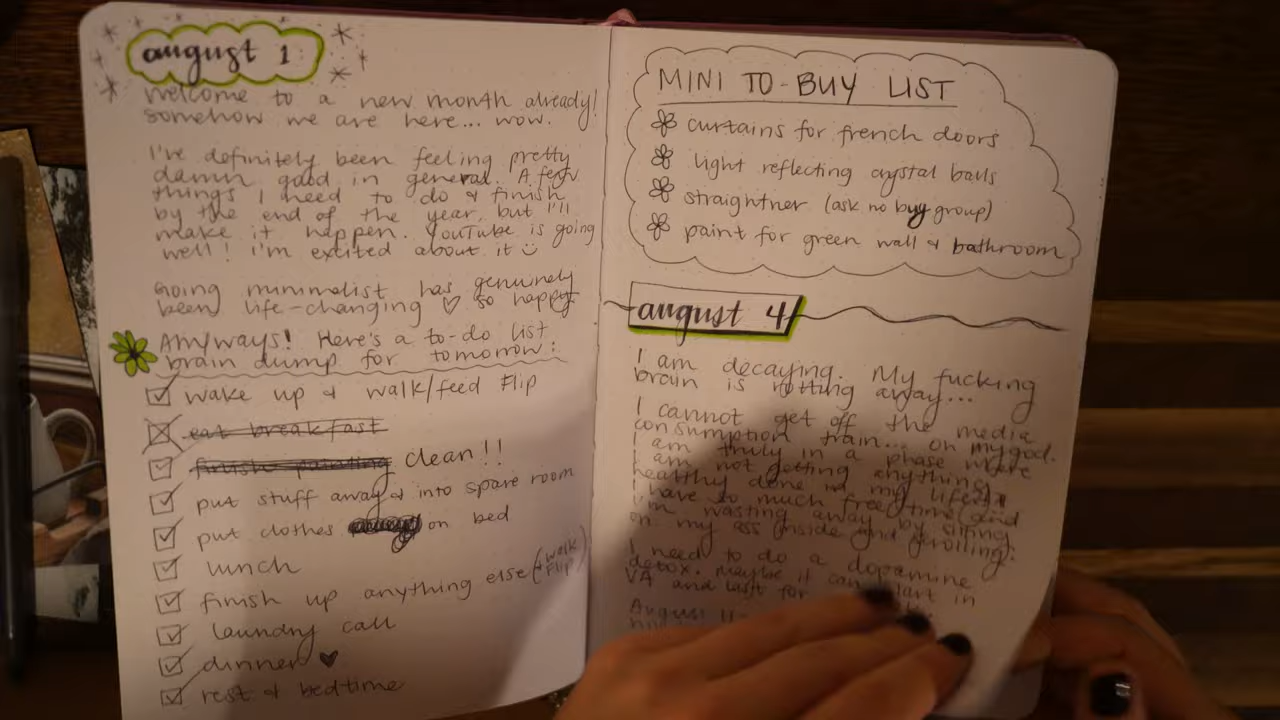 august 1
welcome to a new month already!
somehow we are here... wow.
I've definitely been feeling pretty
damn good in general. A few
things I need to do & finish
by the end of the year, but I'll
make it happen. YouTube is going
well! i'm excited about it
Going minimalist has genuinely
been life-changing ♡ so happy
Anyways! Here's a to-do list
brain dump for tomorrow:
wake up & walk/feed Flip
eat breakfast
finish painting clean!!
put stuff away & into spare room
put clothes on bed
lunch
finish up anything else (walk Flip)
laundry call
dinner ♥
rest & bedtime
MINI TO-BUY LIST
curtains for french doors
light reflecting crystal balls
straightner (ask no buy group)
paint for green wall & bathroom
august 4
I am decaying. My fucking
brain is rotting away...
I cannot get off the media
consumption train... oh my god.
I am truly in a phase where
I am not getting anything
healthy done in my life.
I have so much free time and
I'm wasting away by sitting
on my ass inside and scrolling.
I need to do a dopamine
detox. Maybe it can start in
VA and last for
August 11